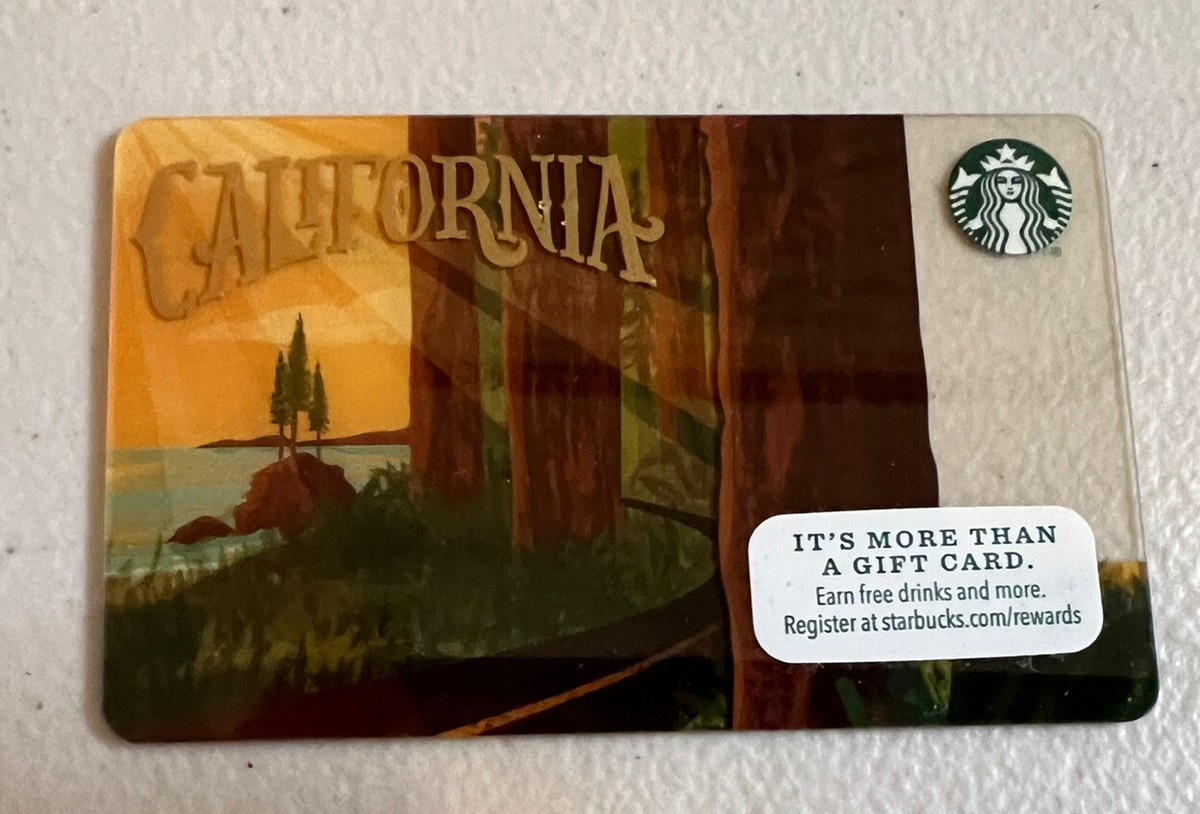 CALIFORNIA
IT'S MORE THAN
A GIFT CARD.
Earn free drinks and more.
Register at starbucks.com/rewards